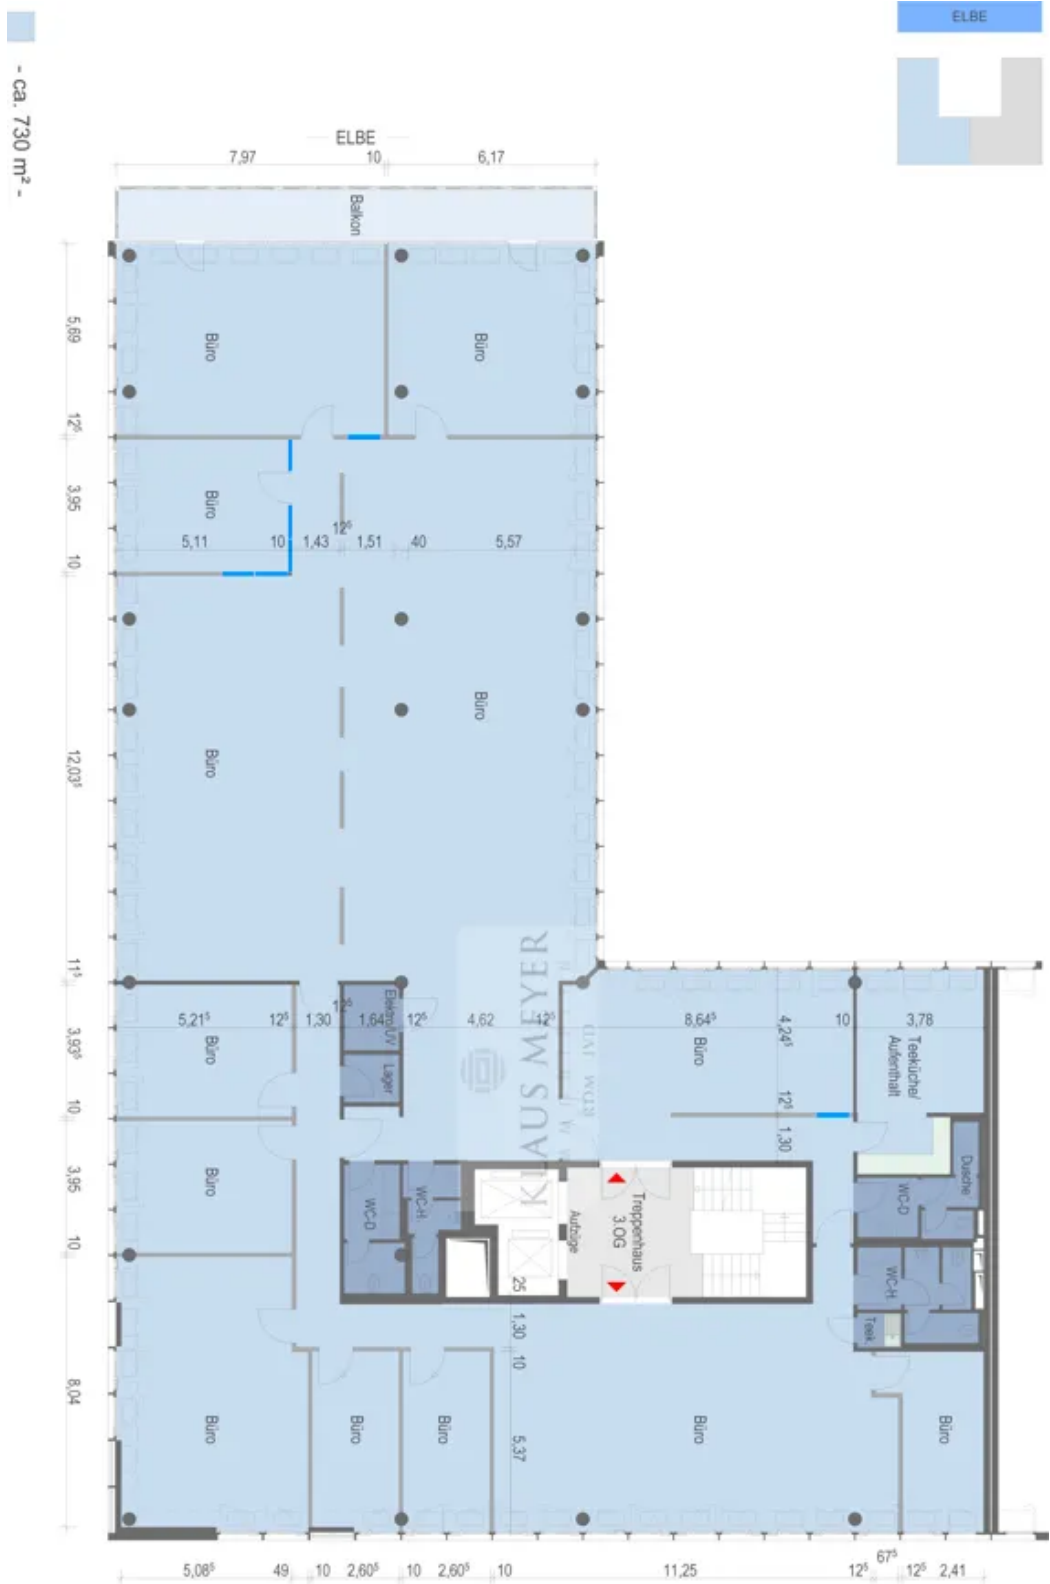 ELBE
- ca. 730 m² -
ELBE
7,97
10
6,17
Balkon
5,69
12⁵
3,95
10
12,03⁵
11⁵
3,93⁵
10
3,95
10
8,04
Büro
Büro
Büro
12⁵
5,11
10
1,43
1,51
40
5,57
Büro
Büro
KLAUS MEYER
12⁵
5,21⁵
12⁵
1,30
1,64
12⁵
4,62
12⁵
8,64⁵
4,24⁵
10
3,78
Büro
Elektro/UV
Lager
Büro
Teeküche/
Aufenthalt
12⁵
1,30
Büro
WC-D
WC-H.
Aufzüge
Treppenhaus
3.OG
WC-D
Dusche
WC-H.
Teek.
25
1,30
10
5,37
Büro
Büro
Büro
Büro
Büro
5,08⁵
49
10
2,60⁵
10
2,60⁵
10
11,25
12⁵
67⁵
12⁵
2,41